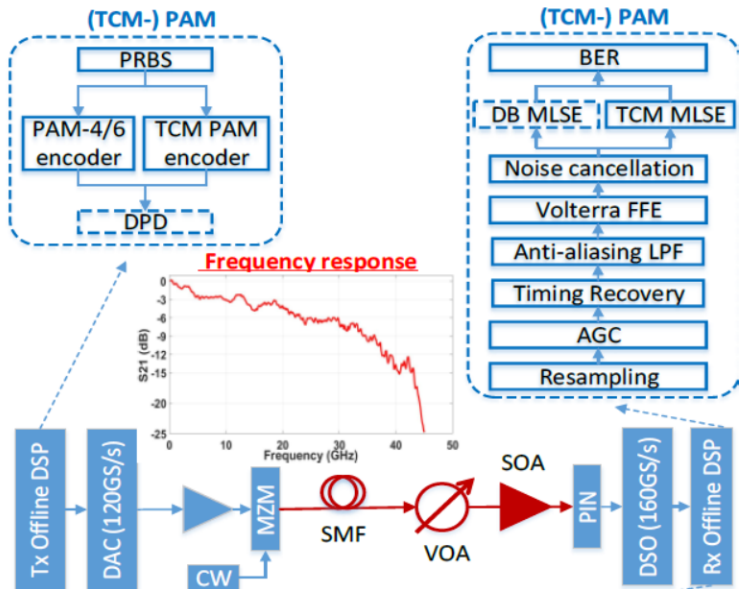 (TCM-) PAM
PRBS
PAM-4/6
encoder
TCM PAM
encoder
DPD
(TCM-) PAM
BER
DB MLSE
TCM MLSE
Noise cancellation
Volterra FFE
Anti-aliasing LPF
Timing Recovery
AGC
Resampling
Frequency response
S21 (dB)
0
-3
-6
-9
-12
-15
-20
-25
0
10
20
30
40
50
Frequency (GHz)
Tx Offline DSP
DAC (120GS/s)
MZM
CW
SMF
VOA
SOA
PIN
DSO (160GS/s)
Rx Offline DSP